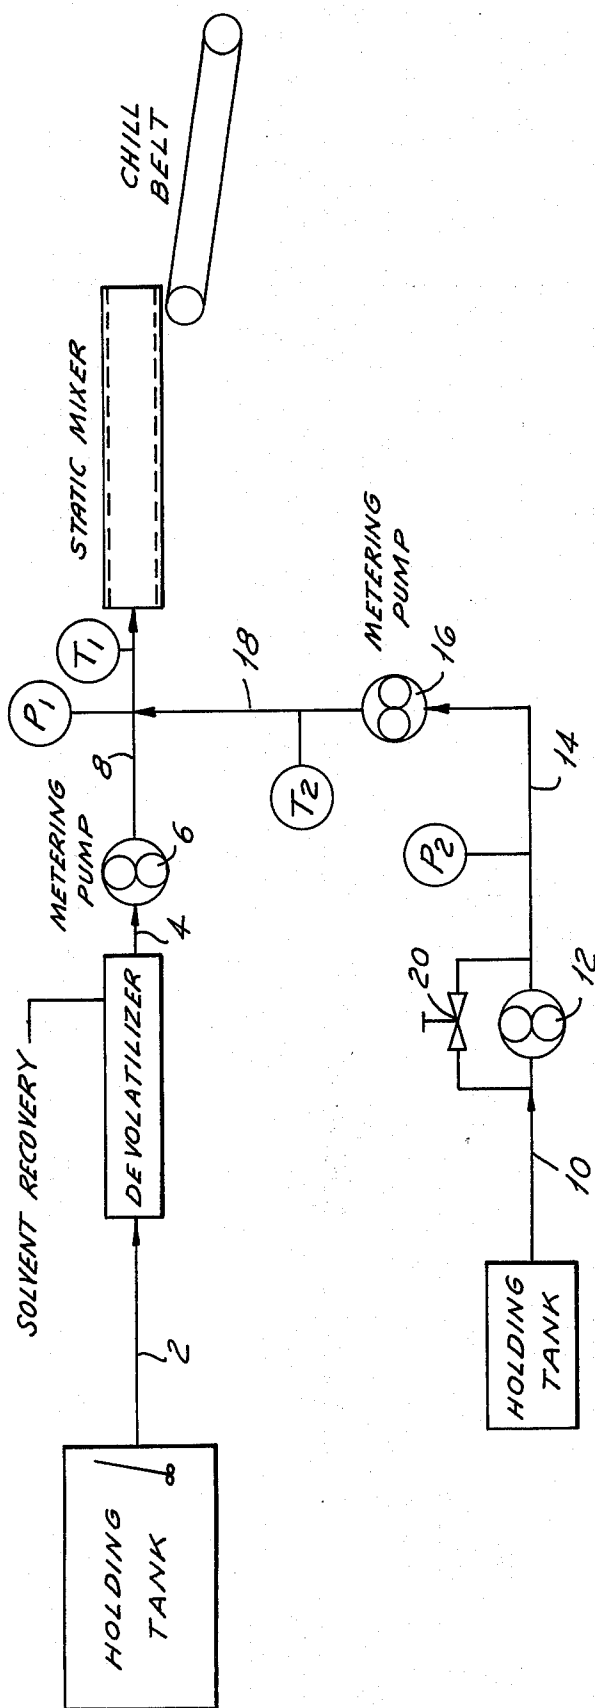 HOLDING
TANK
2
SOLVENT RECOVERY
DEVOLATILIZER
4
METERING
PUMP
6
8
P1
T1
STATIC MIXER
CHILL
BELT
HOLDING
TANK
10
20
12
P2
14
METERING
PUMP
16
T2
18